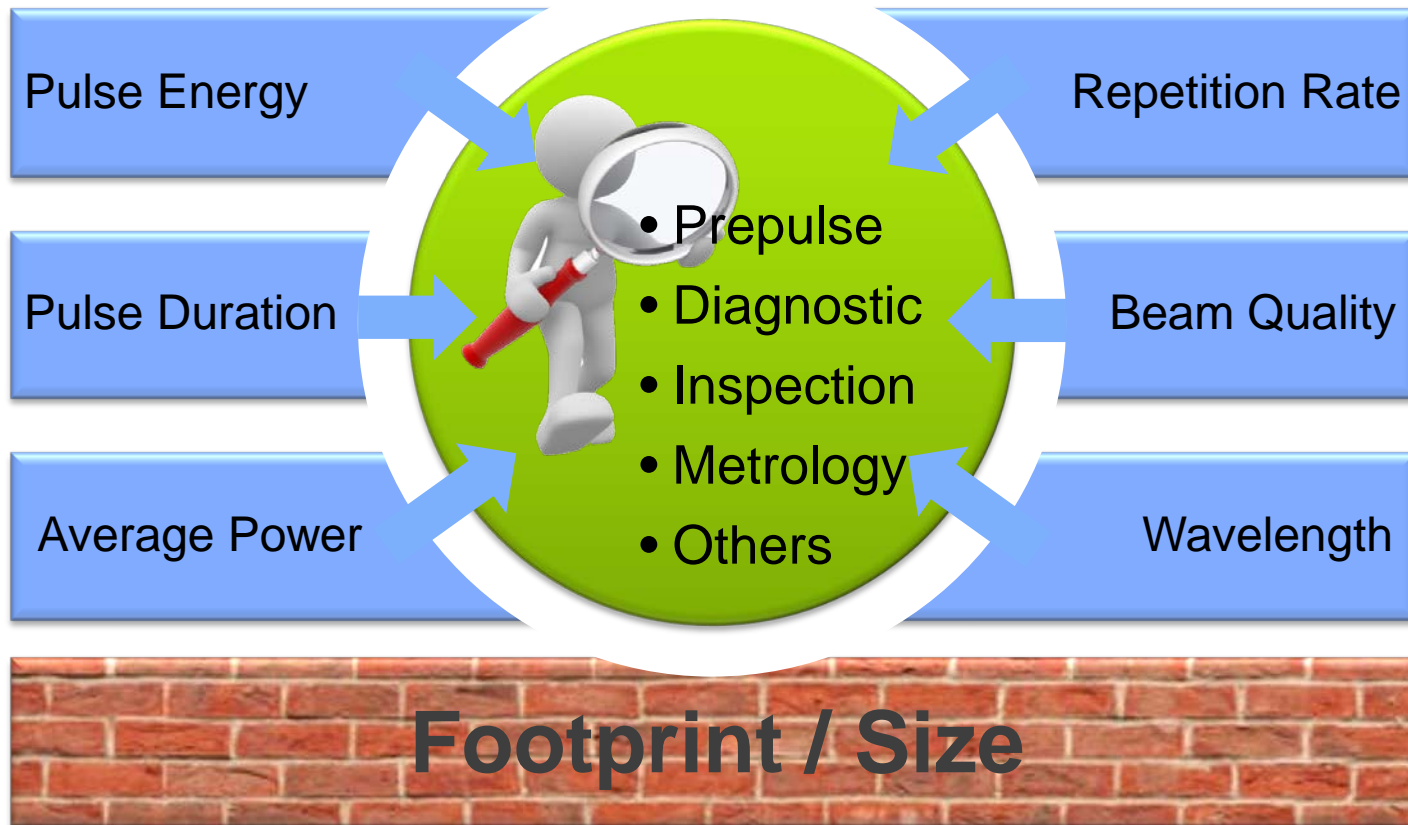 Pulse Energy
Repetition Rate
Pulse Duration
Beam Quality
Average Power
Wavelength
• Prepulse
• Diagnostic
• Inspection
• Metrology
• Others
Footprint / Size